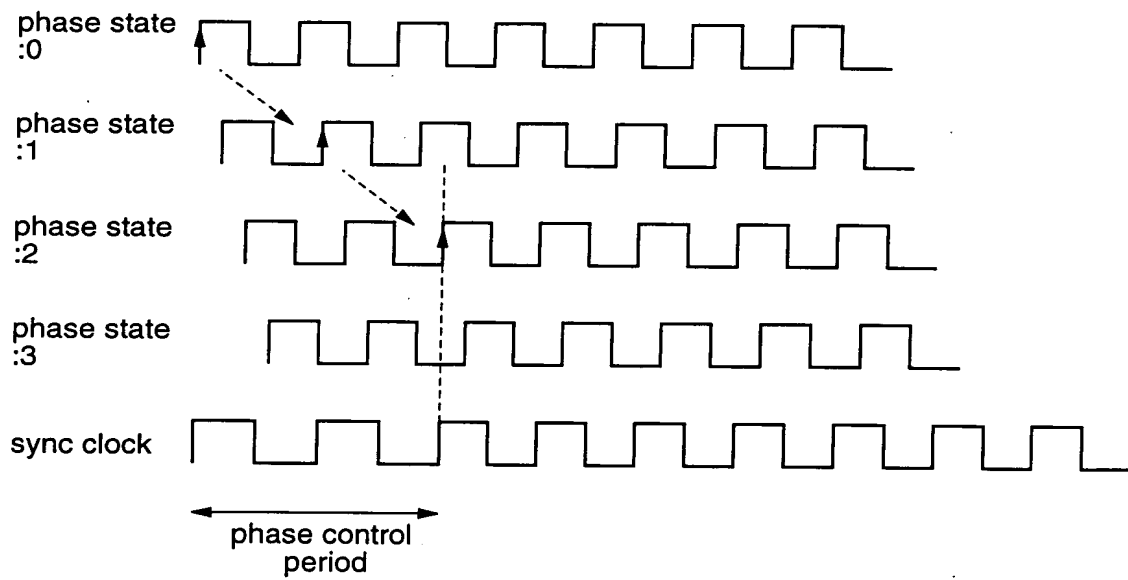 phase state
:0
phase state
:1
phase state
:2
phase state
:3
sync clock
phase control
period